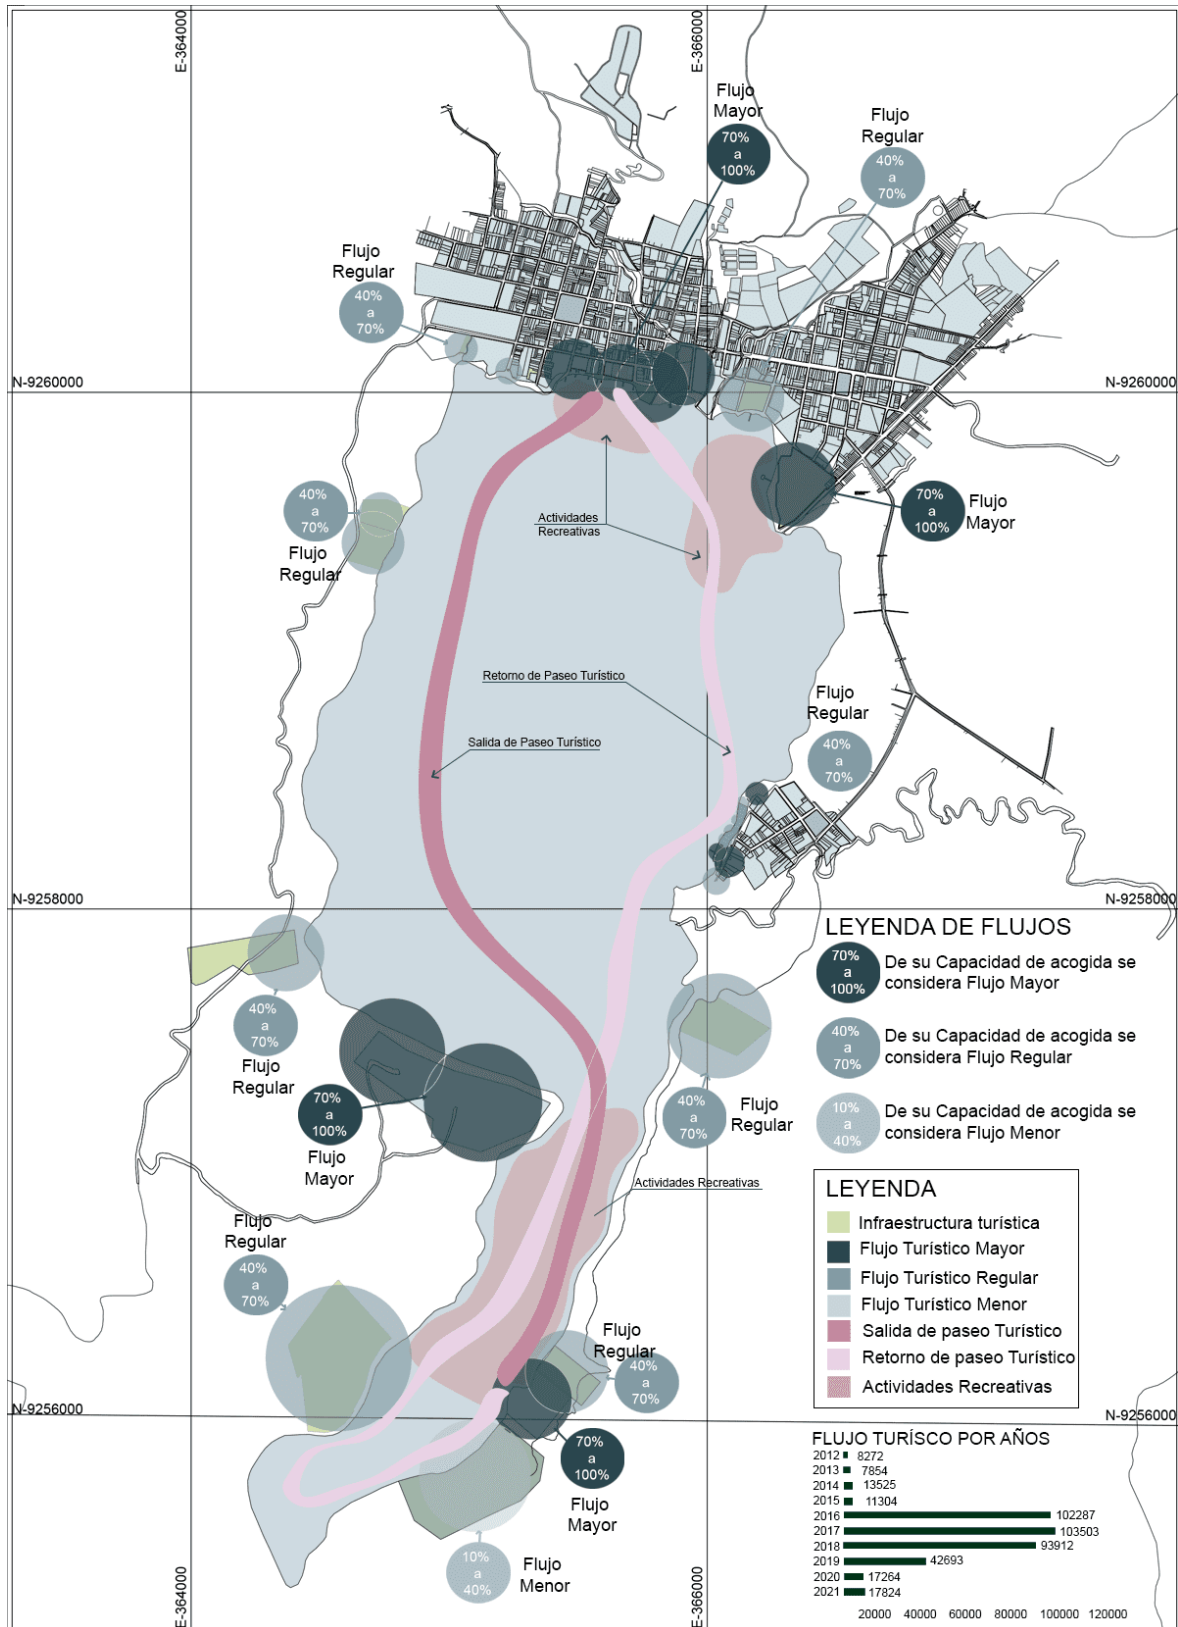 E-364000
E-366000
Flujo
Mayor
70%
a
100%
Flujo
Regular
40%
a
70%
Flujo
Regular
40%
a
70%
N-9260000
N-9260000
40%
a
70%
Flujo
Regular
Actividades
Recreativas
70%
a
100%
Flujo
Mayor
Retorno de Paseo Turístico
Salida de Paseo Turístico
Flujo
Regular
40%
a
70%
N-9258000
N-9258000
LEYENDA DE FLUJOS
70%
a
100%
De su Capacidad de acogida se
considera Flujo Mayor
40%
a
70%
De su Capacidad de acogida se
considera Flujo Regular
10%
a
40%
De su Capacidad de acogida se
considera Flujo Menor
40%
a
70%
Flujo
Regular
70%
a
100%
Flujo
Mayor
40%
a
70%
Flujo
Regular
Actividades Recreativas
LEYENDA
Infraestructura turística
Flujo Turístico Mayor
Flujo Turístico Regular
Flujo Turístico Menor
Salida de paseo Turístico
Retorno de paseo Turístico
Actividades Recreativas
Flujo
Regular
40%
a
70%
Flujo
Regular
40%
a
70%
N-9256000
N-9256000
70%
a
100%
Flujo
Mayor
10%
a
40%
Flujo
Menor
FLUJO TURÍSCO POR AÑOS
2012 8272
2013 7854
2014 13525
2015 11304
2016 102287
2017 103503
2018 93912
2019 42693
2020 17264
2021 17824
20000 40000 60000 80000 100000 120000
E-364000
E-366000